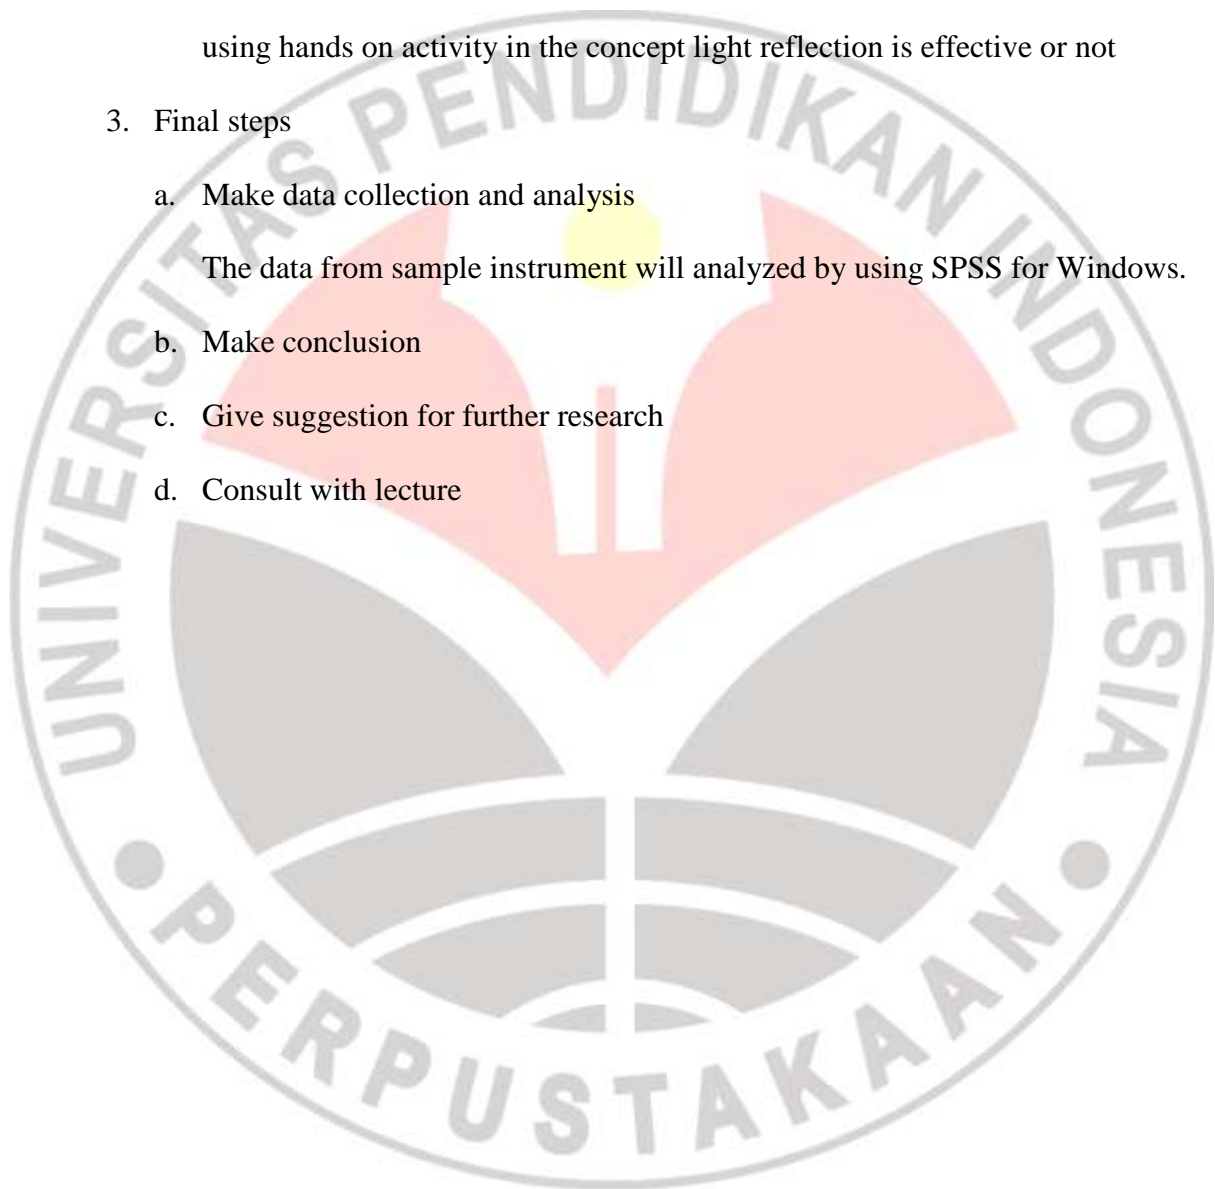 using hands on activity in the concept light reflection is effective or not
3. Final steps
a. Make data collection and analysis
The data from sample instrument will analyzed by using SPSS for Windows.
b. Make conclusion
c. Give suggestion for further research
d. Consult with lecture
UNIVERSITAS PENDIDIKAN INDONESIA
PERPUSTAKAAN